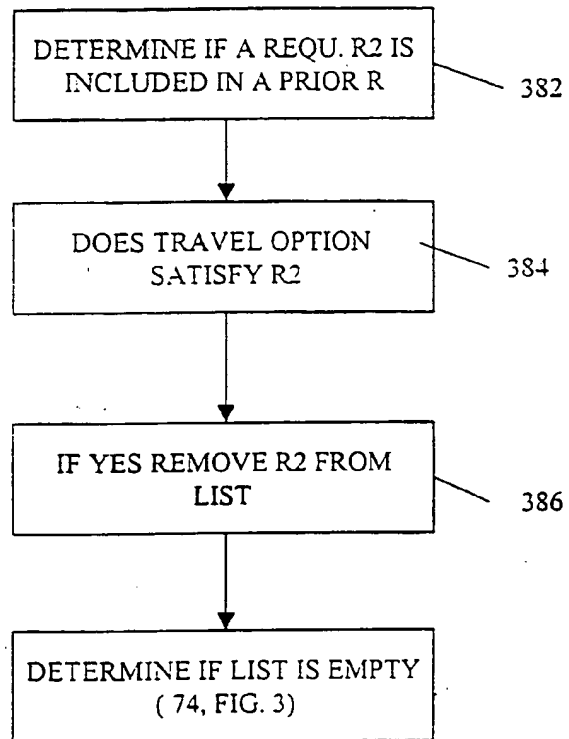 DETERMINE IF A REQU. R2 IS
INCLUDED IN A PRIOR R
382
DOES TRAVEL OPTION
SATISFY R2
384
IF YES REMOVE R2 FROM
LIST
386
DETERMINE IF LIST IS EMPTY
( 74, FIG. 3)